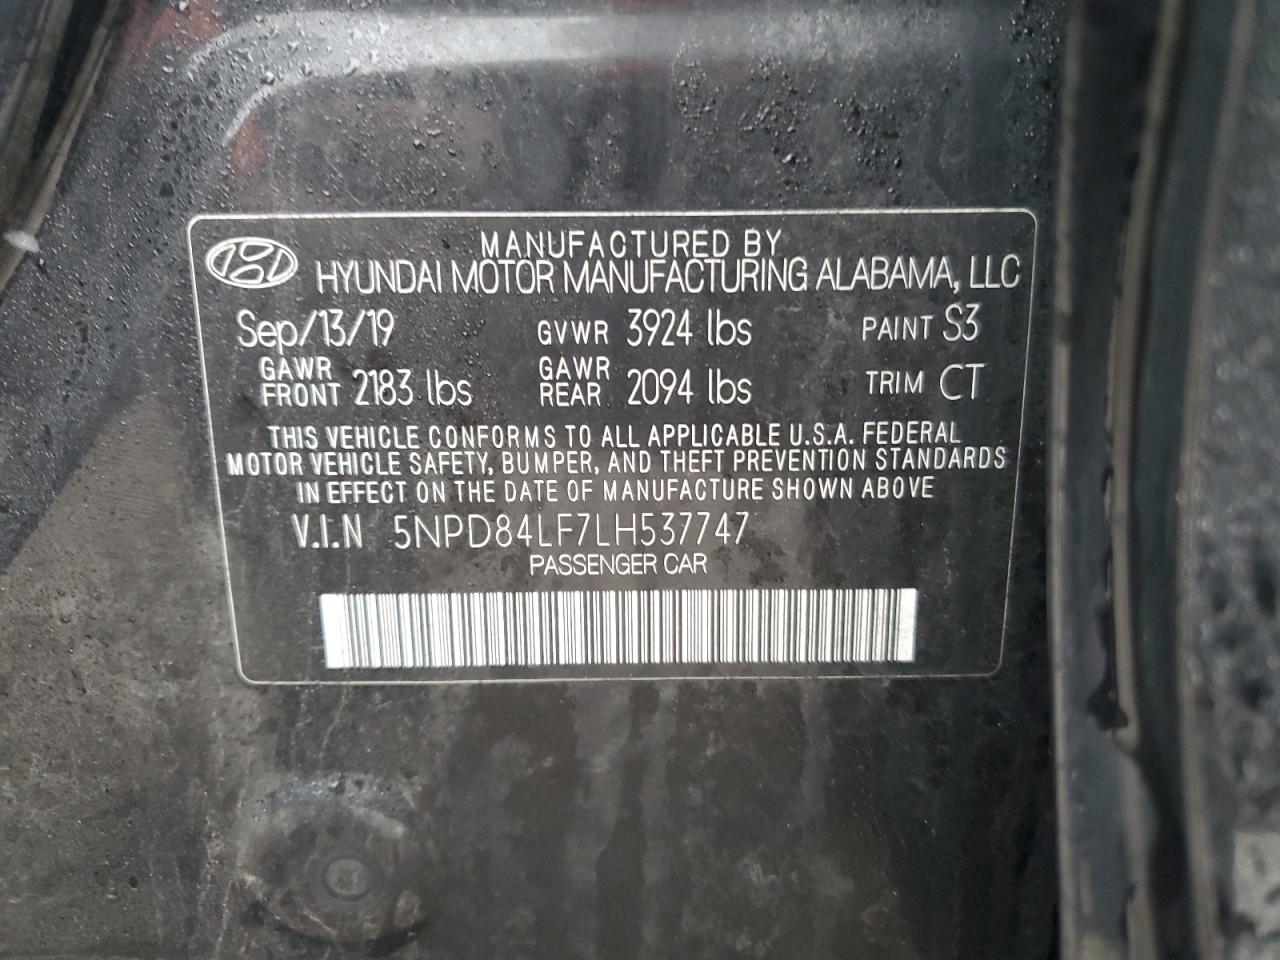 MANUFACTURED BY
HYUNDAI MOTOR MANUFACTURING ALABAMA, LLC
Sep/13/19 GVWR 3924 lbs PAINT S3
GAWR FRONT 2183 lbs GAWR REAR 2094 lbs TRIM CT
THIS VEHICLE CONFORMS TO ALL APPLICABLE U.S.A. FEDERAL
MOTOR VEHICLE SAFETY, BUMPER, AND THEFT PREVENTION STANDARDS
IN EFFECT ON THE DATE OF MANUFACTURE SHOWN ABOVE
V.I.N 5NPD84LF7LH537747
PASSENGER CAR